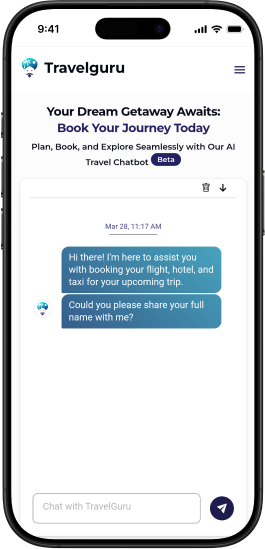 9:41
Travelguru
Your Dream Getaway Awaits:
Book Your Journey Today
Plan, Book, and Explore Seamlessly with Our AI
Travel Chatbot Beta
Mar 28, 11:17 AM
Hi there! I'm here to assist you
with booking your flight, hotel, and
taxi for your upcoming trip.
Could you please share your full
name with me?
Chat with TravelGuru